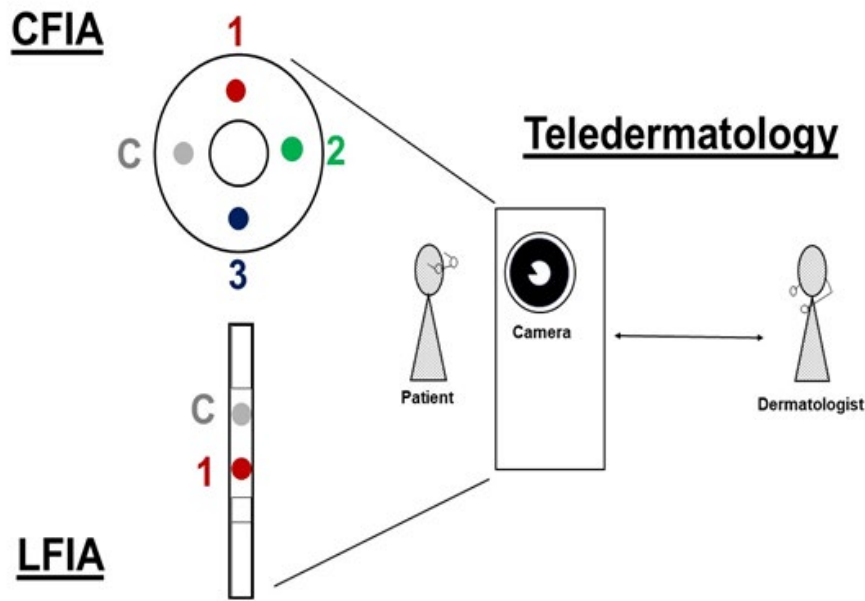 CFIA
1
C
2
3
Teledermatology
Camera
Patient
Dermatologist
C
1
LFIA